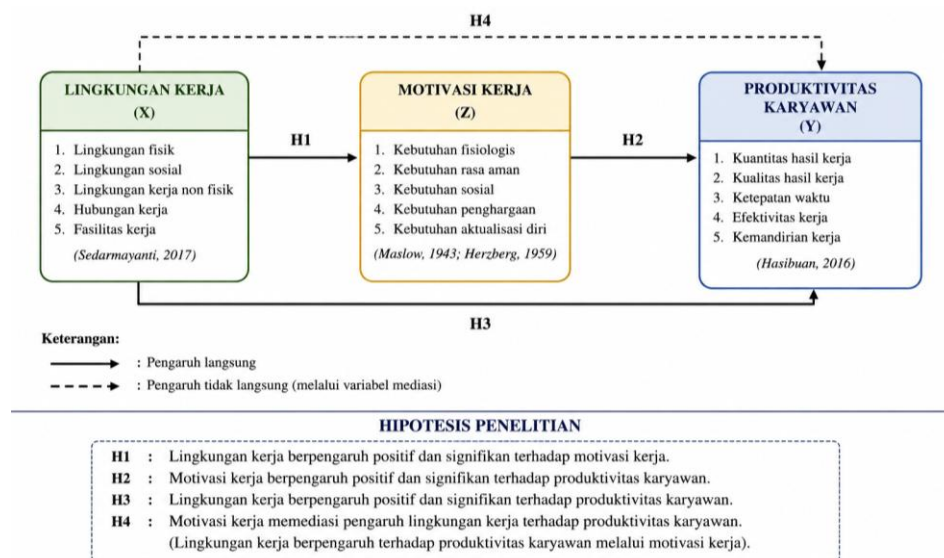 H4
LINGKUNGAN KERJA
(X)
1. Lingkungan fisik
2. Lingkungan sosial
3. Lingkungan kerja non fisik
4. Hubungan kerja
5. Fasilitas kerja
(Sedarmayanti, 2017)
H1
MOTIVASI KERJA
(Z)
1. Kebutuhan fisiologis
2. Kebutuhan rasa aman
3. Kebutuhan sosial
4. Kebutuhan penghargaan
5. Kebutuhan aktualisasi diri
(Maslow, 1943; Herzberg, 1959)
H2
PRODUKTIVITAS
KARYAWAN
(Y)
1. Kuantitas hasil kerja
2. Kualitas hasil kerja
3. Ketepatan waktu
4. Efektivitas kerja
5. Kemandirian kerja
(Hasibuan, 2016)
H3
Keterangan:
: Pengaruh langsung
: Pengaruh tidak langsung (melalui variabel mediasi)
HIPOTESIS PENELITIAN
H1 : Lingkungan kerja berpengaruh positif dan signifikan terhadap motivasi kerja.
H2 : Motivasi kerja berpengaruh positif dan signifikan terhadap produktivitas karyawan.
H3 : Lingkungan kerja berpengaruh positif dan signifikan terhadap produktivitas karyawan.
H4 : Motivasi kerja memediasi pengaruh lingkungan kerja terhadap produktivitas karyawan.
(Lingkungan kerja berpengaruh terhadap produktivitas karyawan melalui motivasi kerja).